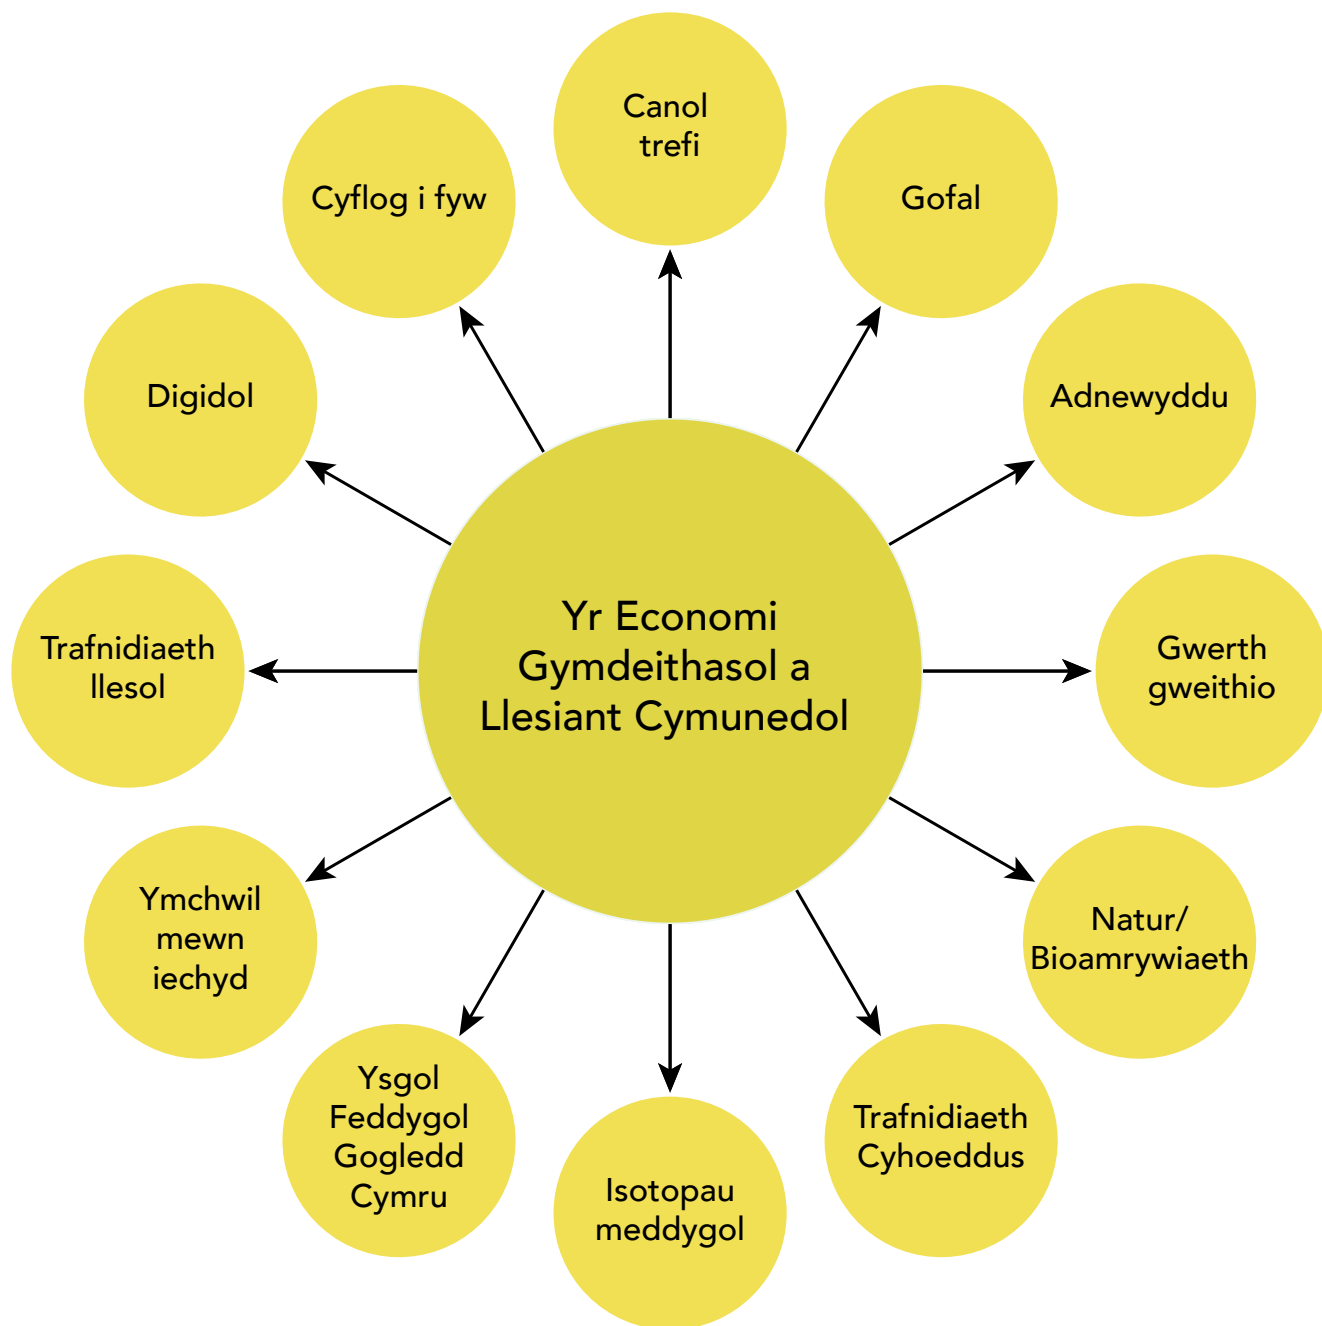 Canol
trefi
Gofal
Adnewyddu
Gwerth
gweithio
Natur/
Bioamrywiaeth
Trafnidiaeth
Cyhoeddus
Isotopau
meddygol
Ysgol
Feddygol
Gogledd
Cymru
Ymchwil
mewn
iechyd
Trafnidiaeth
llesol
Digidol
Cyflog i fyw
Yr Economi
Gymdeithasol a
Llesiant Cymunedol